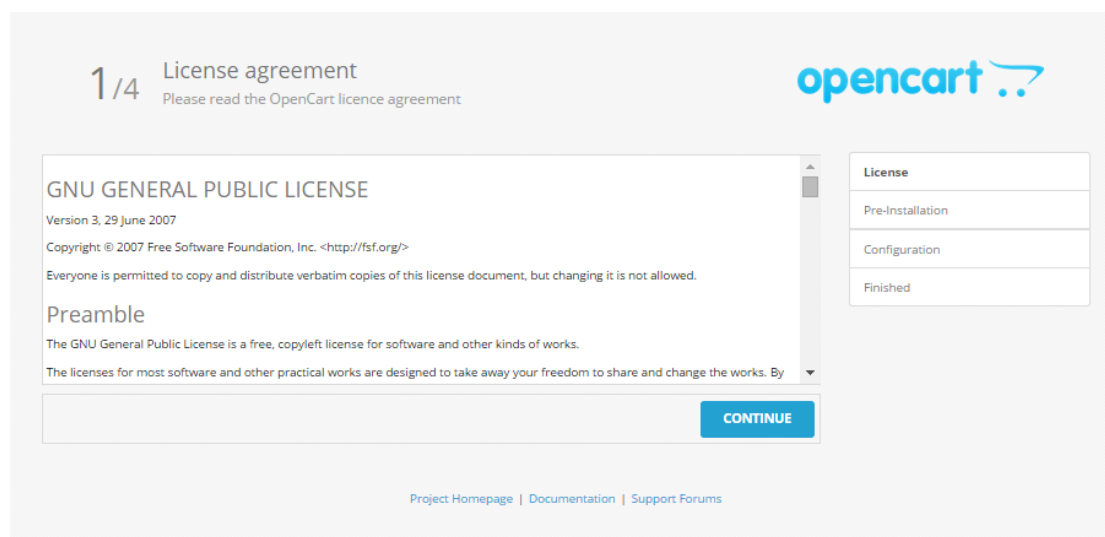 1/4
License agreement
Please read the OpenCart licence agreement
opencart
GNU GENERAL PUBLIC LICENSE
Version 3, 29 June 2007
Copyright © 2007 Free Software Foundation, Inc. <http://fsf.org/>
Everyone is permitted to copy and distribute verbatim copies of this license document, but changing it is not allowed.
Preamble
The GNU General Public License is a free, copyleft license for software and other kinds of works.
The licenses for most software and other practical works are designed to take away your freedom to share and change the works. By
CONTINUE
License
Pre-Installation
Configuration
Finished
Project Homepage | Documentation | Support Forums